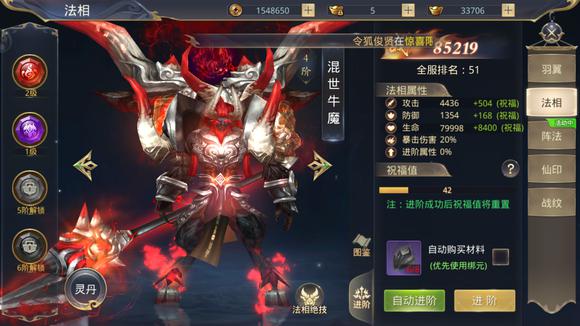 法相
1548650
5
33706
令狐俊贤在惊喜
85219
全服排名：51
4阶
混世牛魔
2级
1级
5阶解锁
6阶解锁
灵丹
法相属性
攻击 4436 +504 (祝福)
防御 1354 +168 (祝福)
生命 79998 +8400 (祝福)
暴击伤害 20%
进阶属性 0%
祝福值
?
42
注：进阶成功后祝福值将重置
自动购买材料
(优先使用绑元)
图鉴
进阶
法相绝技
自动进阶
进 阶
羽翼
法相
活动中
阵法
仙印
战纹